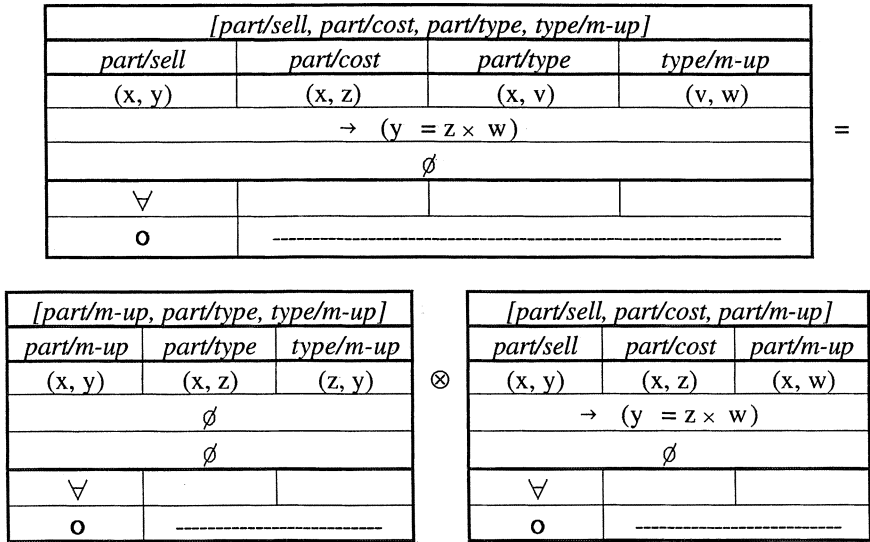 [part/sell, part/cost, part/type, type/m-up]
part/sell part/cost part/type type/m-up
(x, y) (x, z) (x, v) (v, w)
→ (y = z × w)
=
∅
∀
o ----------------------------------------------------------------
[part/m-up, part/type, type/m-up]
part/m-up part/type type/m-up
(x, y) (x, z) (z, y)
∅
∅
∀
o --------------------------
⊗
[part/sell, part/cost, part/m-up]
part/sell part/cost part/m-up
(x, y) (x, z) (x, w)
→ (y = z × w)
∅
∀
o --------------------------